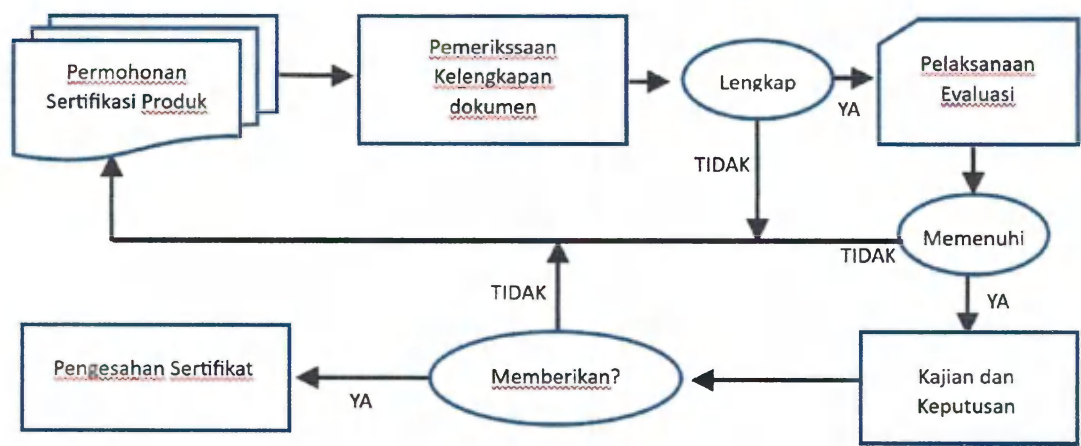 Permohonan
Sertifikasi Produk
Pemerikssaan
Kelengkapan
dokumen
Lengkap
YA
Pelaksanaan
Evaluasi
TIDAK
Memenuhi
TIDAK
YA
Kajian dan
Keputusan
TIDAK
Memberikan?
YA
Pengesahan Sertifikat